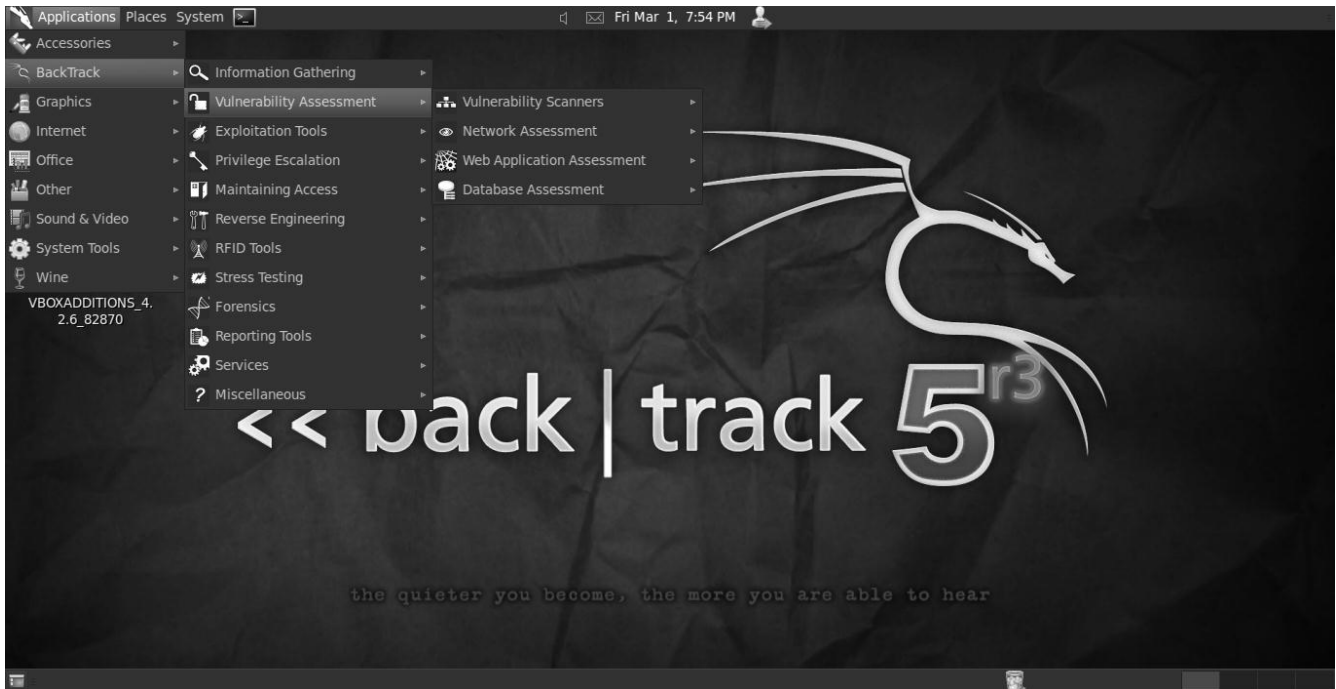 Applications Places System
Fri Mar 1, 7:54 PM
Accessories
BackTrack
Graphics
Internet
Office
Other
Sound & Video
System Tools
Wine
Information Gathering
Vulnerability Assessment
Exploitation Tools
Privilege Escalation
Maintaining Access
Reverse Engineering
RFID Tools
Stress Testing
Forensics
Reporting Tools
Services
Miscellaneous
Vulnerability Scanners
Network Assessment
Web Application Assessment
Database Assessment
VBOXADDITIONS_4.
2.6_82870
<< back | track 5 r3
the quieter you become, the more you are able to hear